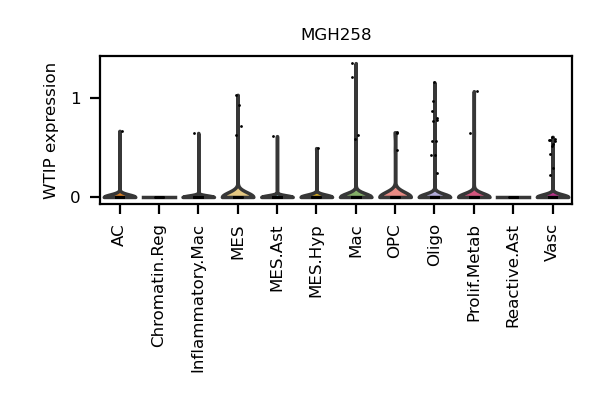 MGH258
WTIP expression
1
0
AC
Chromatin.Reg
Inflammatory.Mac
MES
MES.Ast
MES.Hyp
Mac
OPC
Oligo
Prolif.Metab
Reactive.Ast
Vasc